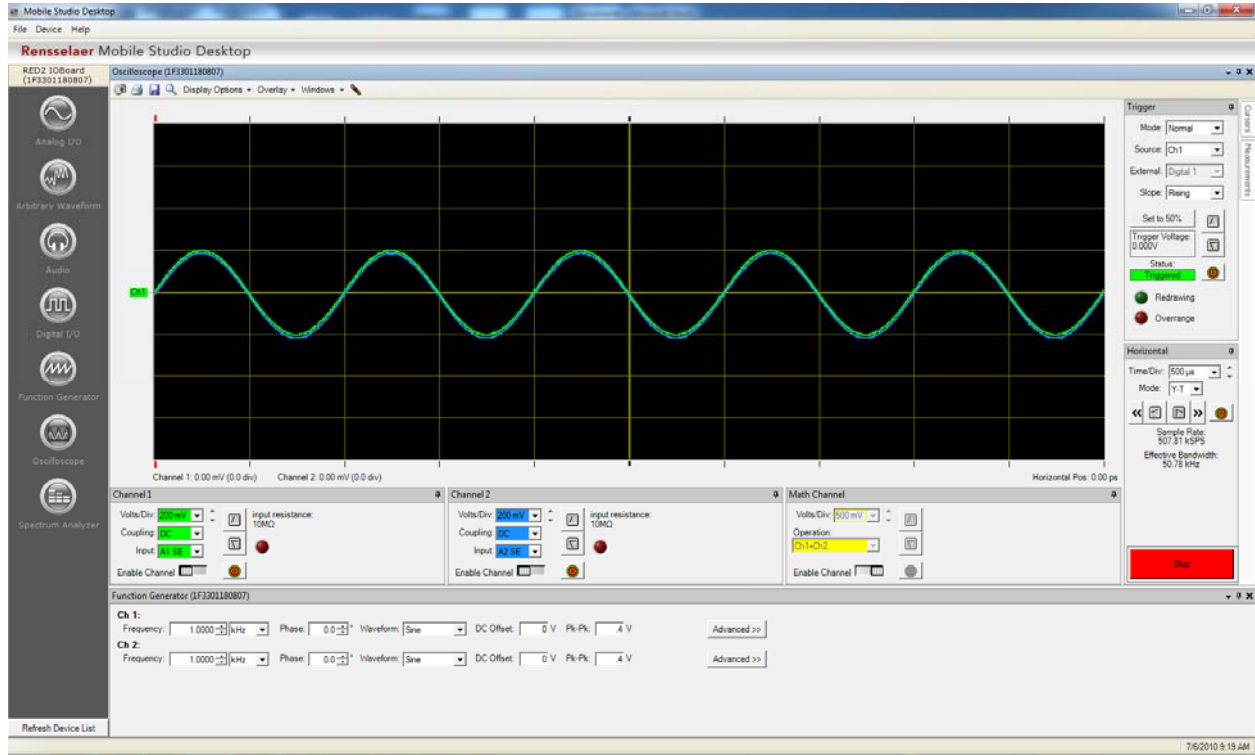 Mobile Studio Desktop
File Device Help
Rensselaer Mobile Studio Desktop
RED2 IOBoard
(1F3301180807)
Analog I/O
Arbitrary Waveform
Audio
Digital I/O
Function Generator
Oscilloscope
Spectrum Analyzer
Refresh Device List
Oscilloscope (1F3301180807)
Display Options Overlay Windows
Ch1
Channel 1: 0.00 mV (0.0 div) Channel 2: 0.00 mV (0.0 div) Horizontal Pos: 0.00 ps
Trigger
Mode: Normal
Source: Ch1
External: Digital 1
Slope: Rising
Set to 50%
Trigger Voltage:
0.000V
Status:
Triggered
Redrawing
Overrange
Cursors
Measurements
Horizontal
Time/Div: 500 µs
Mode: Y-T
Sample Rate:
507.81 kSPS
Effective Bandwidth:
50.78 kHz
Stop
Channel 1
Volts/Div: 200 mV
input resistance:
10MΩ
Coupling: DC
Input: A1 SE
Enable Channel
Channel 2
Volts/Div: 200 mV
input resistance:
10MΩ
Coupling: DC
Input: A2 SE
Enable Channel
Math Channel
Volts/Div: 500 mV
Operation:
Ch1+Ch2
Enable Channel
Function Generator (1F3301180807)
Ch 1:
Frequency: 1.0000 kHz Phase: 0.0 ° Waveform: Sine DC Offset: 0 V Pk-Pk: .4 V Advanced >>
Ch 2:
Frequency: 1.0000 kHz Phase: 0.0 ° Waveform: Sine DC Offset: 0 V Pk-Pk: .4 V Advanced >>
7/6/2010 9:19 AM